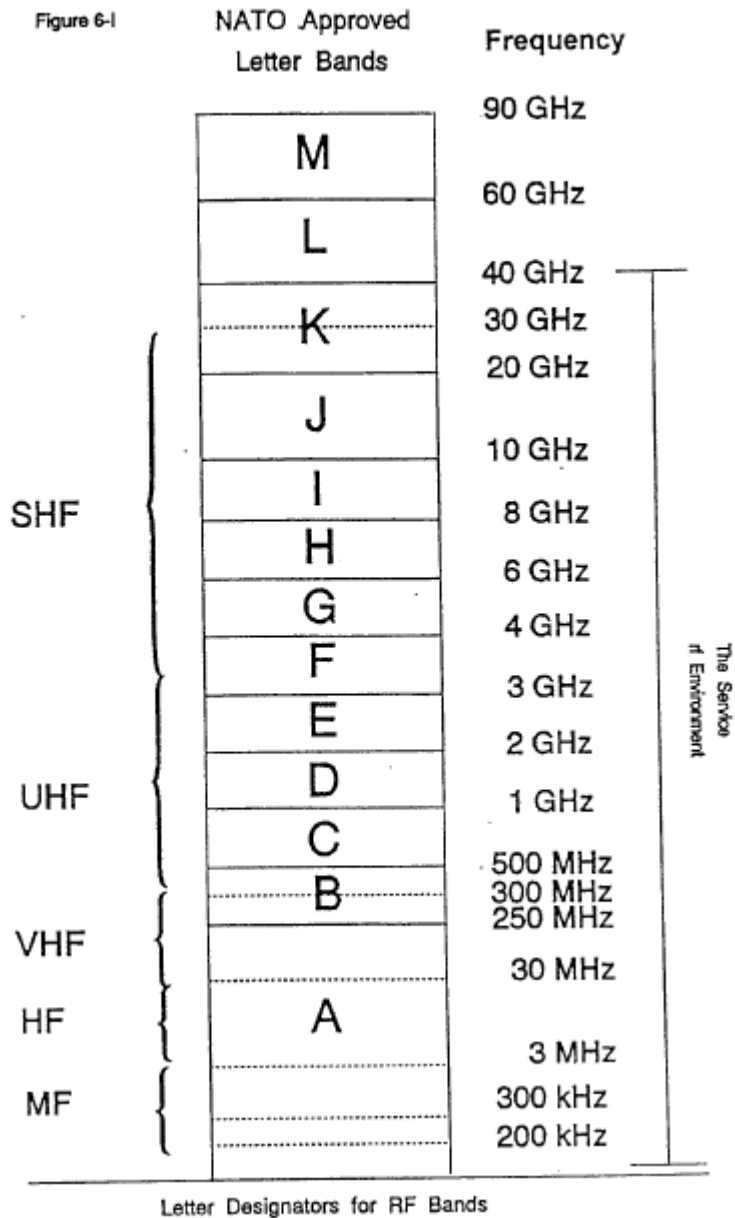 Figure 6-I
NATO Approved
Letter Bands
Frequency
90 GHz
M
60 GHz
L
40 GHz
K
30 GHz
20 GHz
J
10 GHz
SHF
I
8 GHz
H
6 GHz
G
4 GHz
F
3 GHz
The Service
rf Environment
E
2 GHz
UHF
D
1 GHz
C
500 MHz
B
300 MHz
250 MHz
VHF
30 MHz
HF
A
3 MHz
MF
300 kHz
200 kHz
Letter Designators for RF Bands